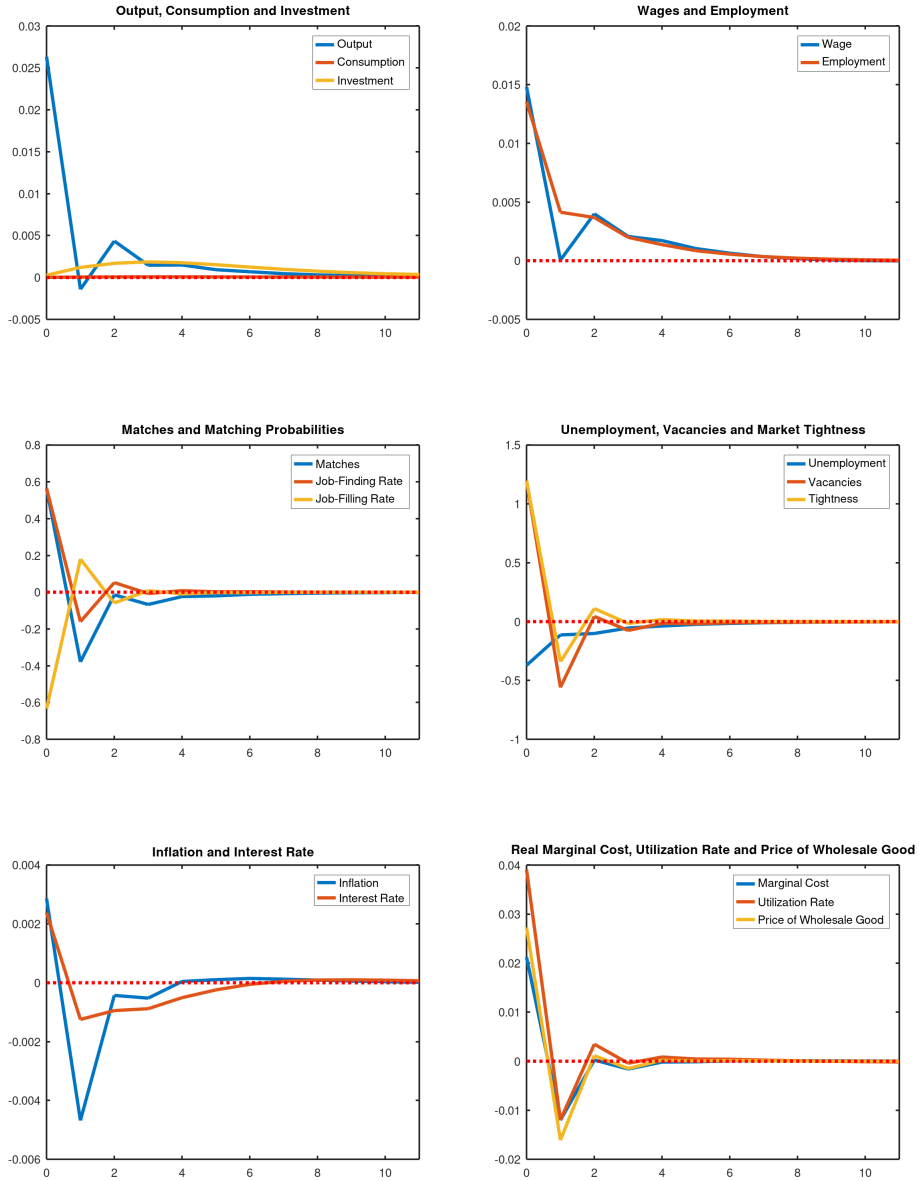 Output, Consumption and Investment
0.03
0.025
0.02
0.015
0.01
0.005
0
-0.005
0 2 4 6 8 10
Output
Consumption
Investment
Wages and Employment
0.02
0.015
0.01
0.005
0
-0.005
0 2 4 6 8 10
Wage
Employment
Matches and Matching Probabilities
0.8
0.6
0.4
0.2
0
-0.2
-0.4
-0.6
-0.8
0 2 4 6 8 10
Matches
Job-Finding Rate
Job-Filling Rate
Unemployment, Vacancies and Market Tightness
1.5
1
0.5
0
-0.5
-1
0 2 4 6 8 10
Unemployment
Vacancies
Tightness
Inflation and Interest Rate
0.004
0.002
0
-0.002
-0.004
-0.006
0 2 4 6 8 10
Inflation
Interest Rate
Real Marginal Cost, Utilization Rate and Price of Wholesale Good
0.04
0.03
0.02
0.01
0
-0.01
-0.02
0 2 4 6 8 10
Marginal Cost
Utilization Rate
Price of Wholesale Good